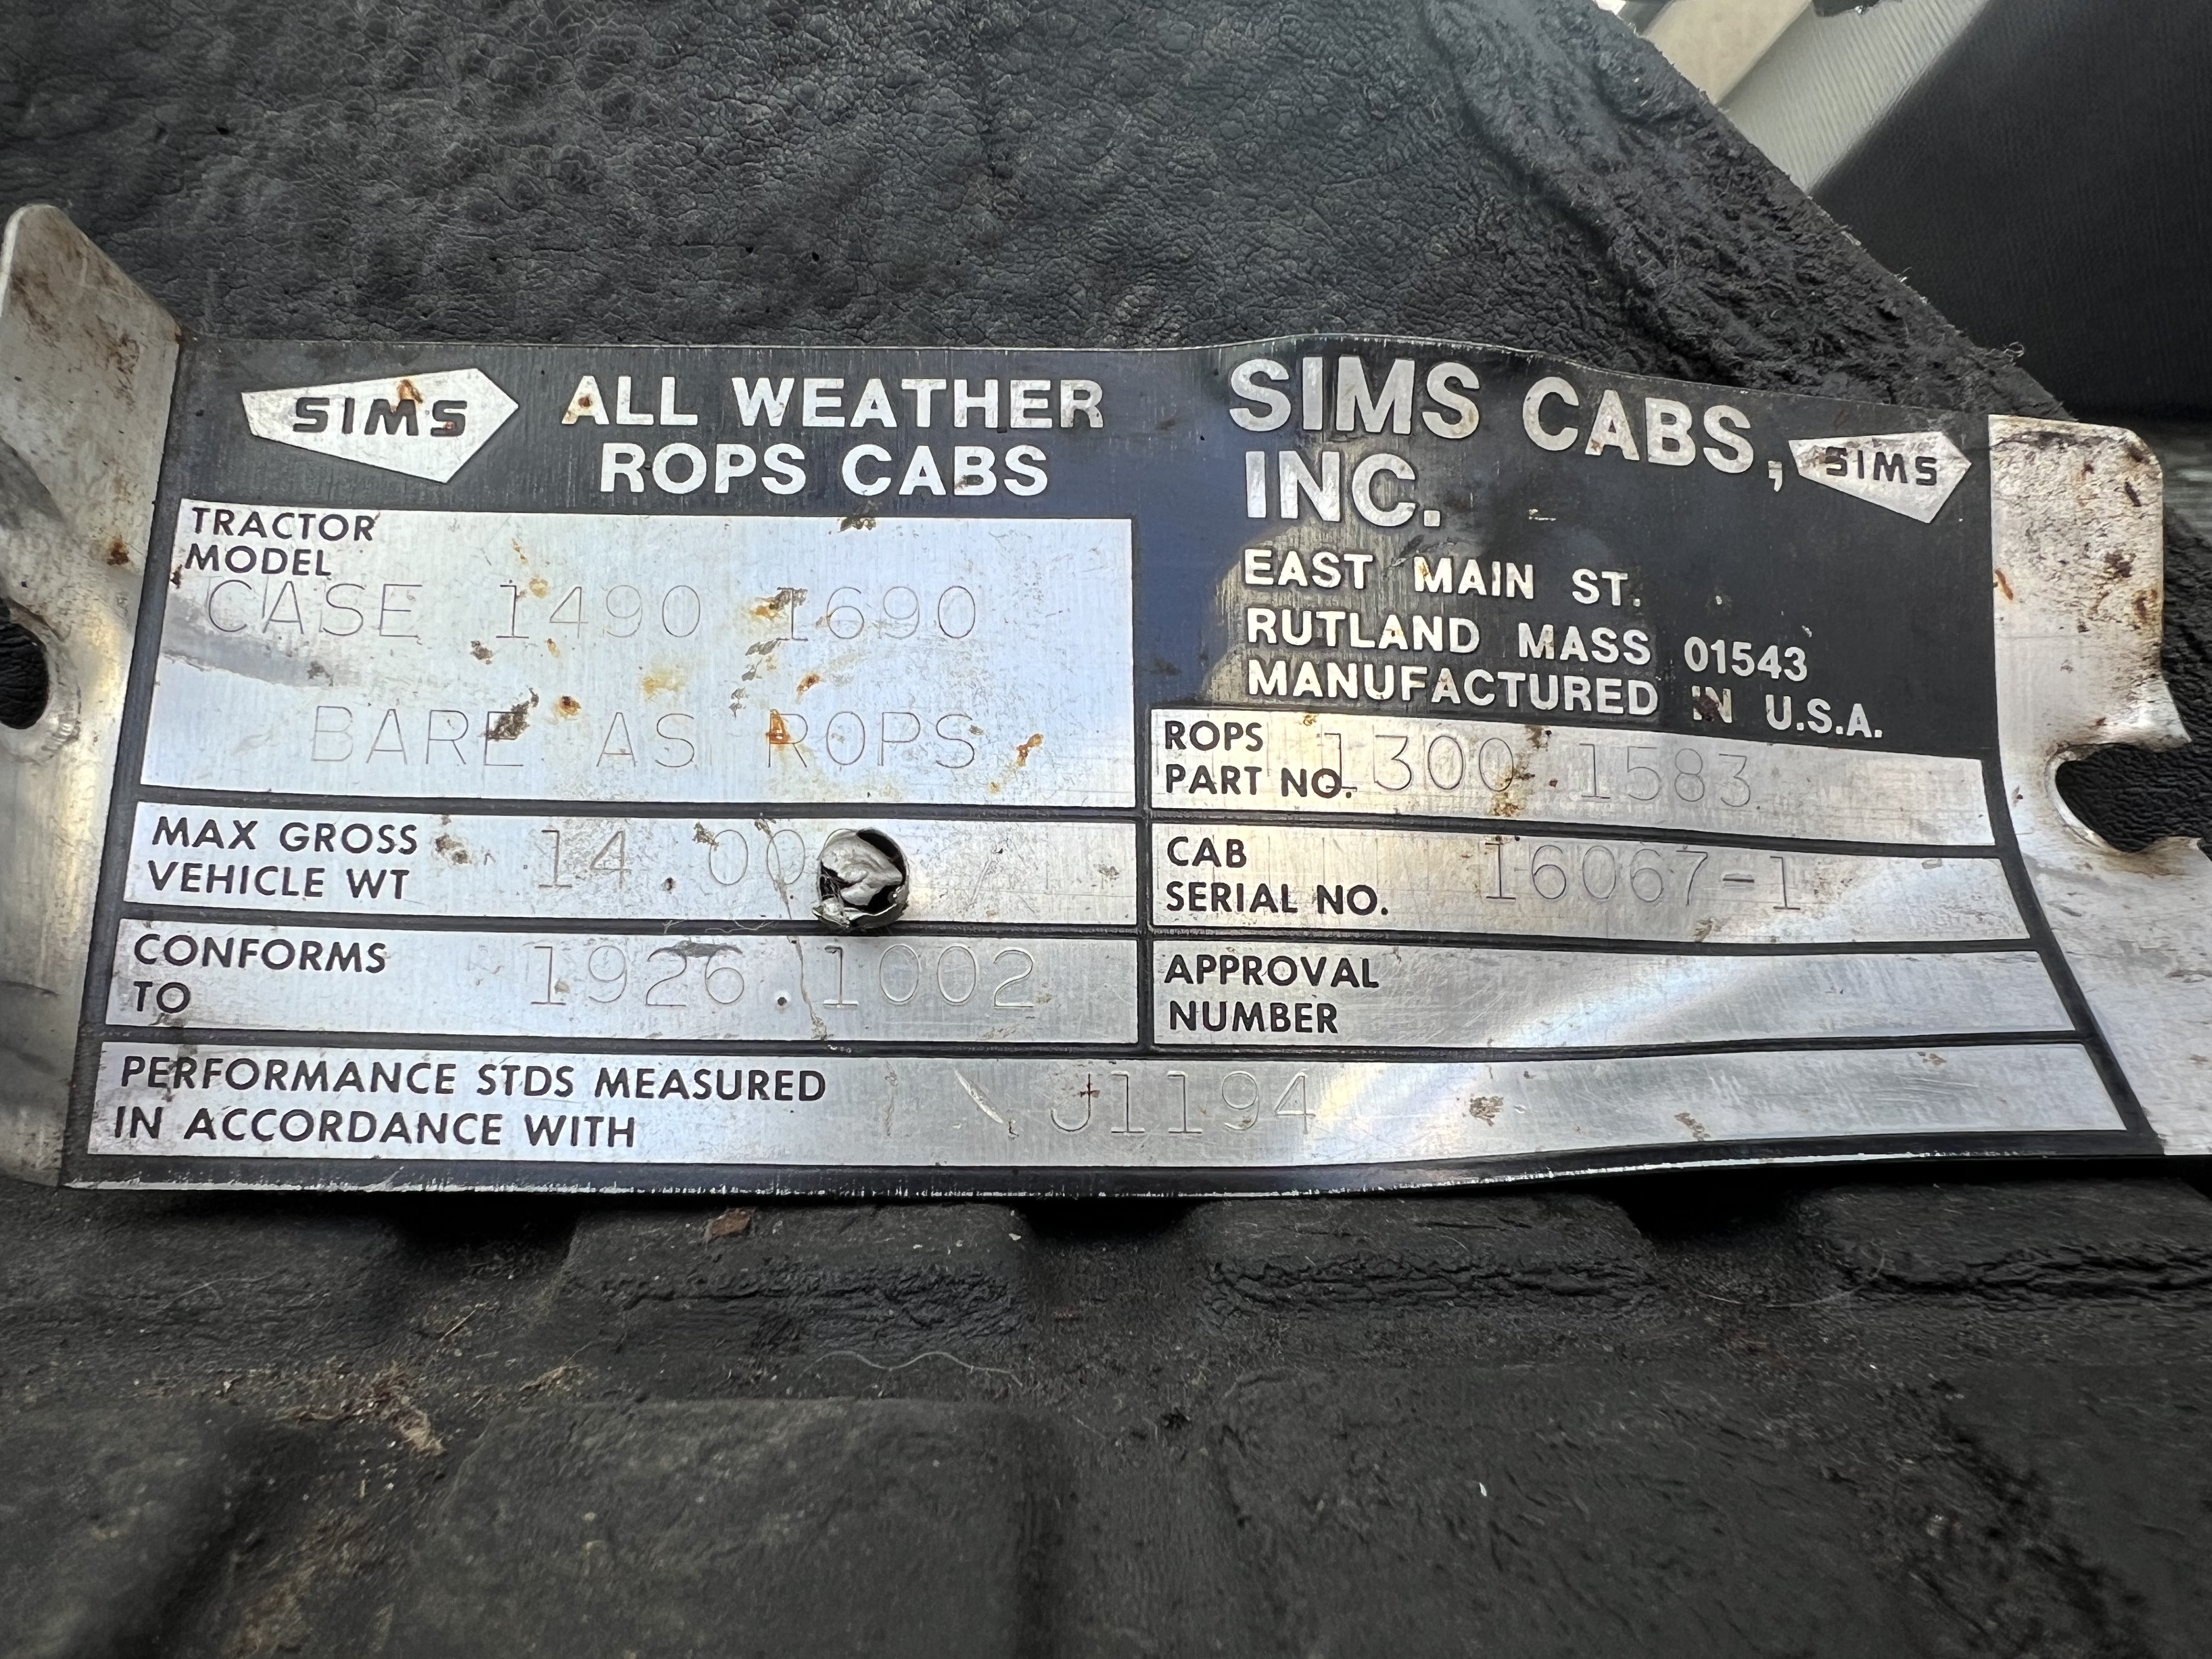 SIMS ALL WEATHER
ROPS CABS
TRACTOR
MODEL
CASE 1490 1690
BARE AS ROPS
MAX GROSS
VEHICLE WT
14.00
CONFORMS
TO
1926.1002
PERFORMANCE STDS MEASURED
IN ACCORDANCE WITH
J1194
SIMS CABS, SIMS
INC.
EAST MAIN ST.
RUTLAND MASS 01543
MANUFACTURED IN U.S.A.
ROPS
PART NO.
1300 1583
CAB
SERIAL NO.
16067-1
APPROVAL
NUMBER